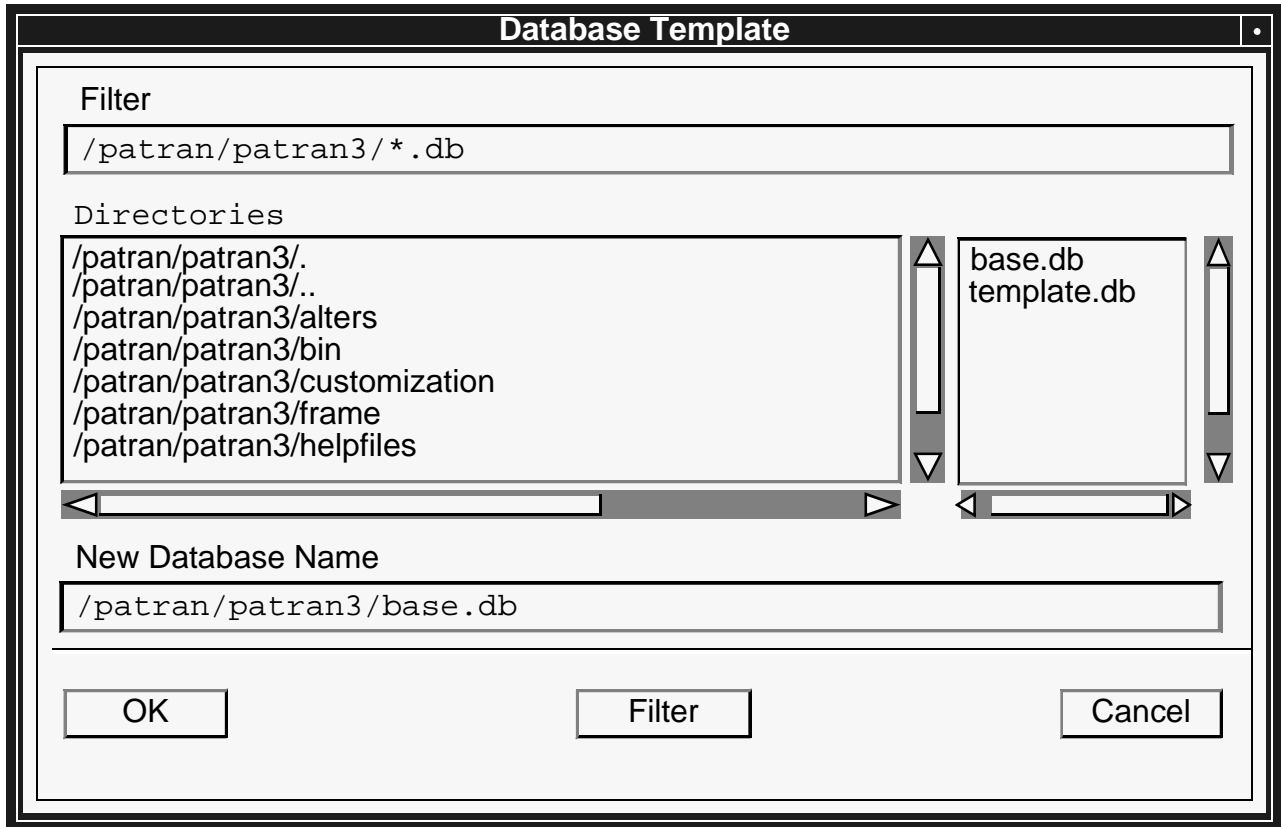 Database Template
Filter
/patran/patran3/*.db
Directories
/patran/patran3/.
/patran/patran3/..
/patran/patran3/alters
/patran/patran3/bin
/patran/patran3/customization
/patran/patran3/frame
/patran/patran3/helpfiles
base.db
template.db
New Database Name
/patran/patran3/base.db
OK
Filter
Cancel